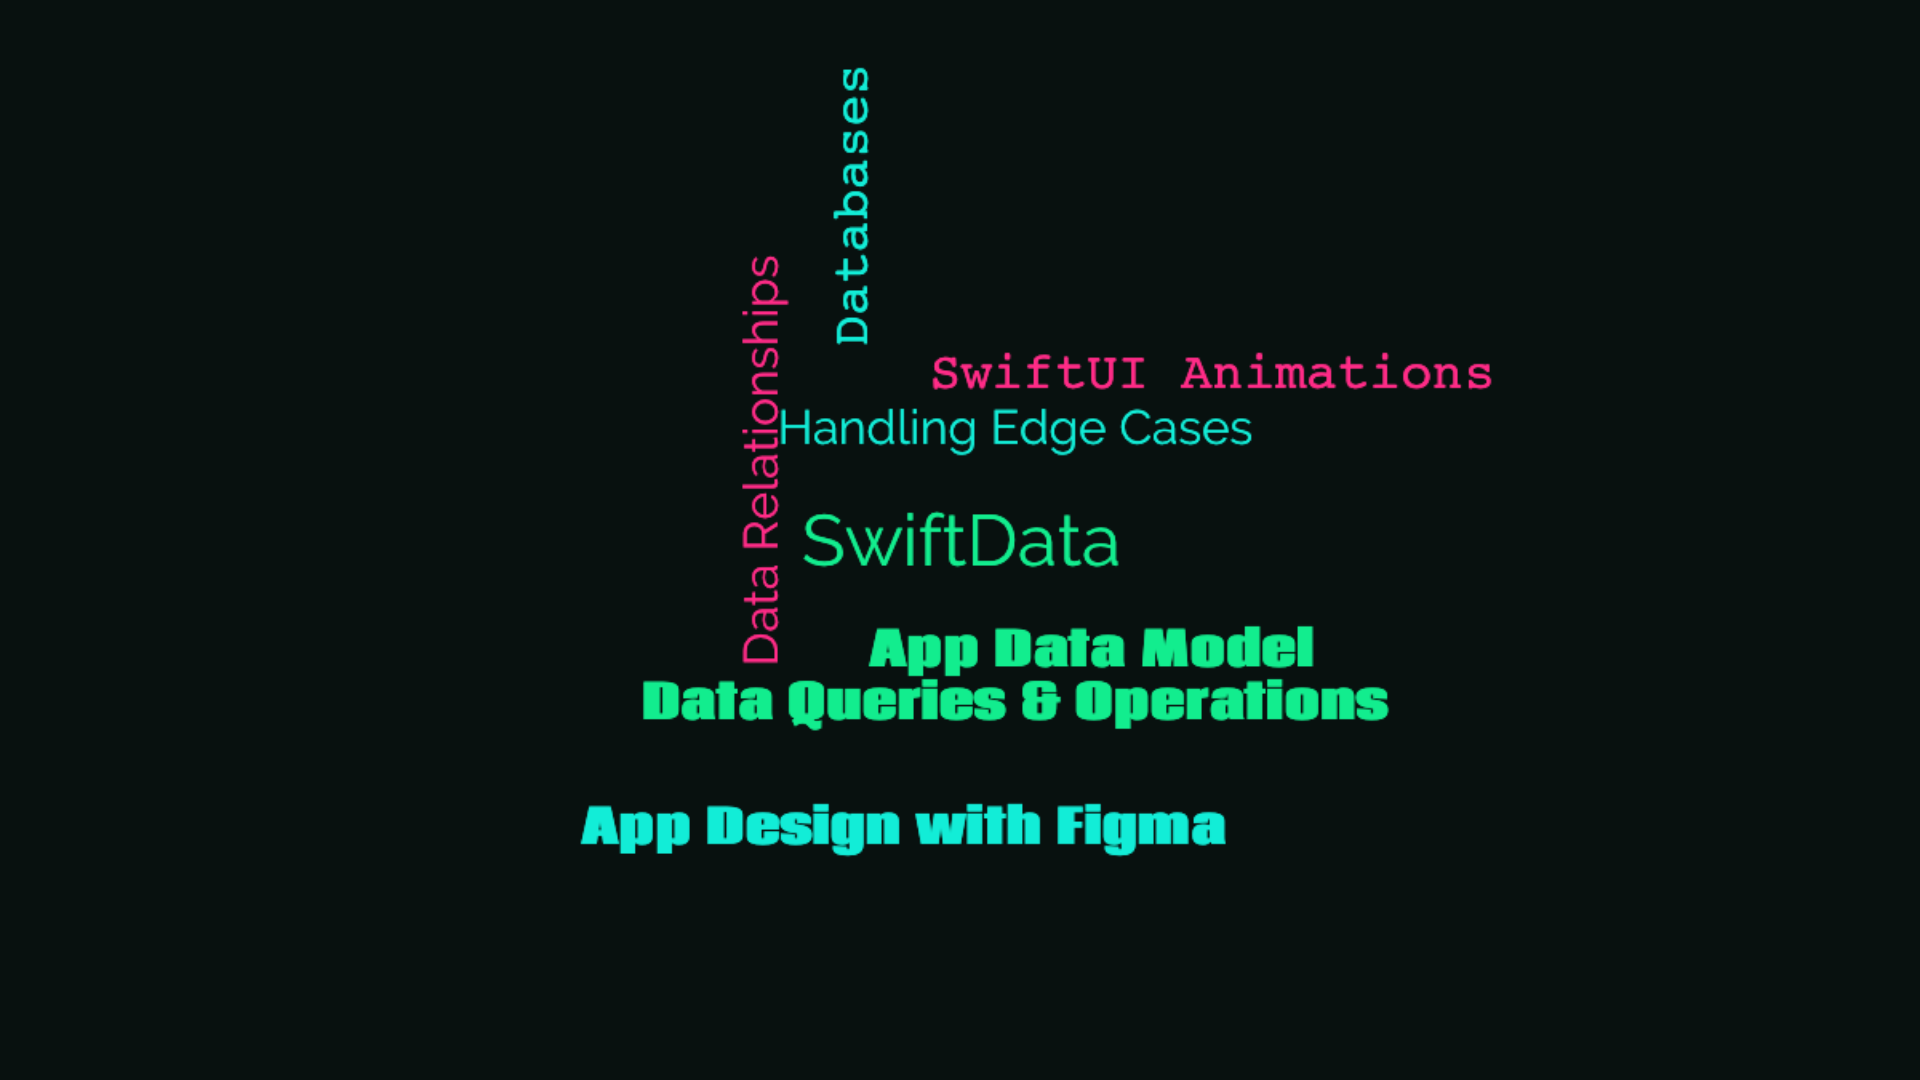 Databases
Data Relationships
SwiftUI Animations
Handling Edge Cases
SwiftData
App Data Model
Data Queries & Operations
App Design with Figma